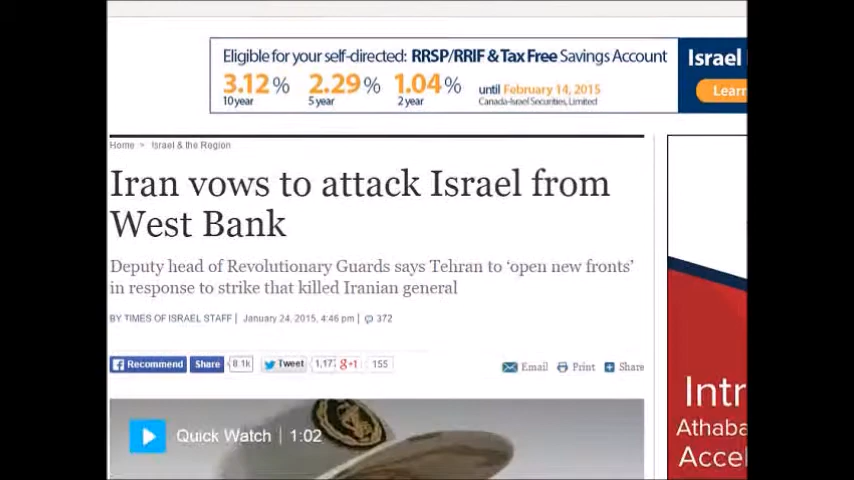 Eligible for your self-directed: RRSP/RRIF & Tax Free Savings Account
3.12% 2.29% 1.04% until February 14, 2015
10 year 5 year 2 year Canada-Israel Securities, Limited
Israel
Learn
Home > Israel & the Region
Iran vows to attack Israel from
West Bank
Deputy head of Revolutionary Guards says Tehran to ‘open new fronts’
in response to strike that killed Iranian general
BY TIMES OF ISRAEL STAFF | January 24, 2015, 4:46 pm | 372
Recommend Share 8.1k Tweet 1,17 g+1 155 Email Print Share
Quick Watch | 1:02
Intr
Athaba
Accel